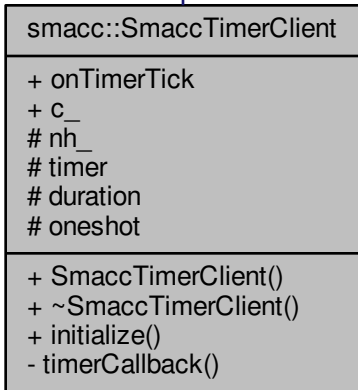 smacc::SmaccTimerClient
+ onTimerTick
+ c_
# nh_
# timer
# duration
# oneshot
+ SmaccTimerClient()
+ ~SmaccTimerClient()
+ initialize()
- timerCallback()